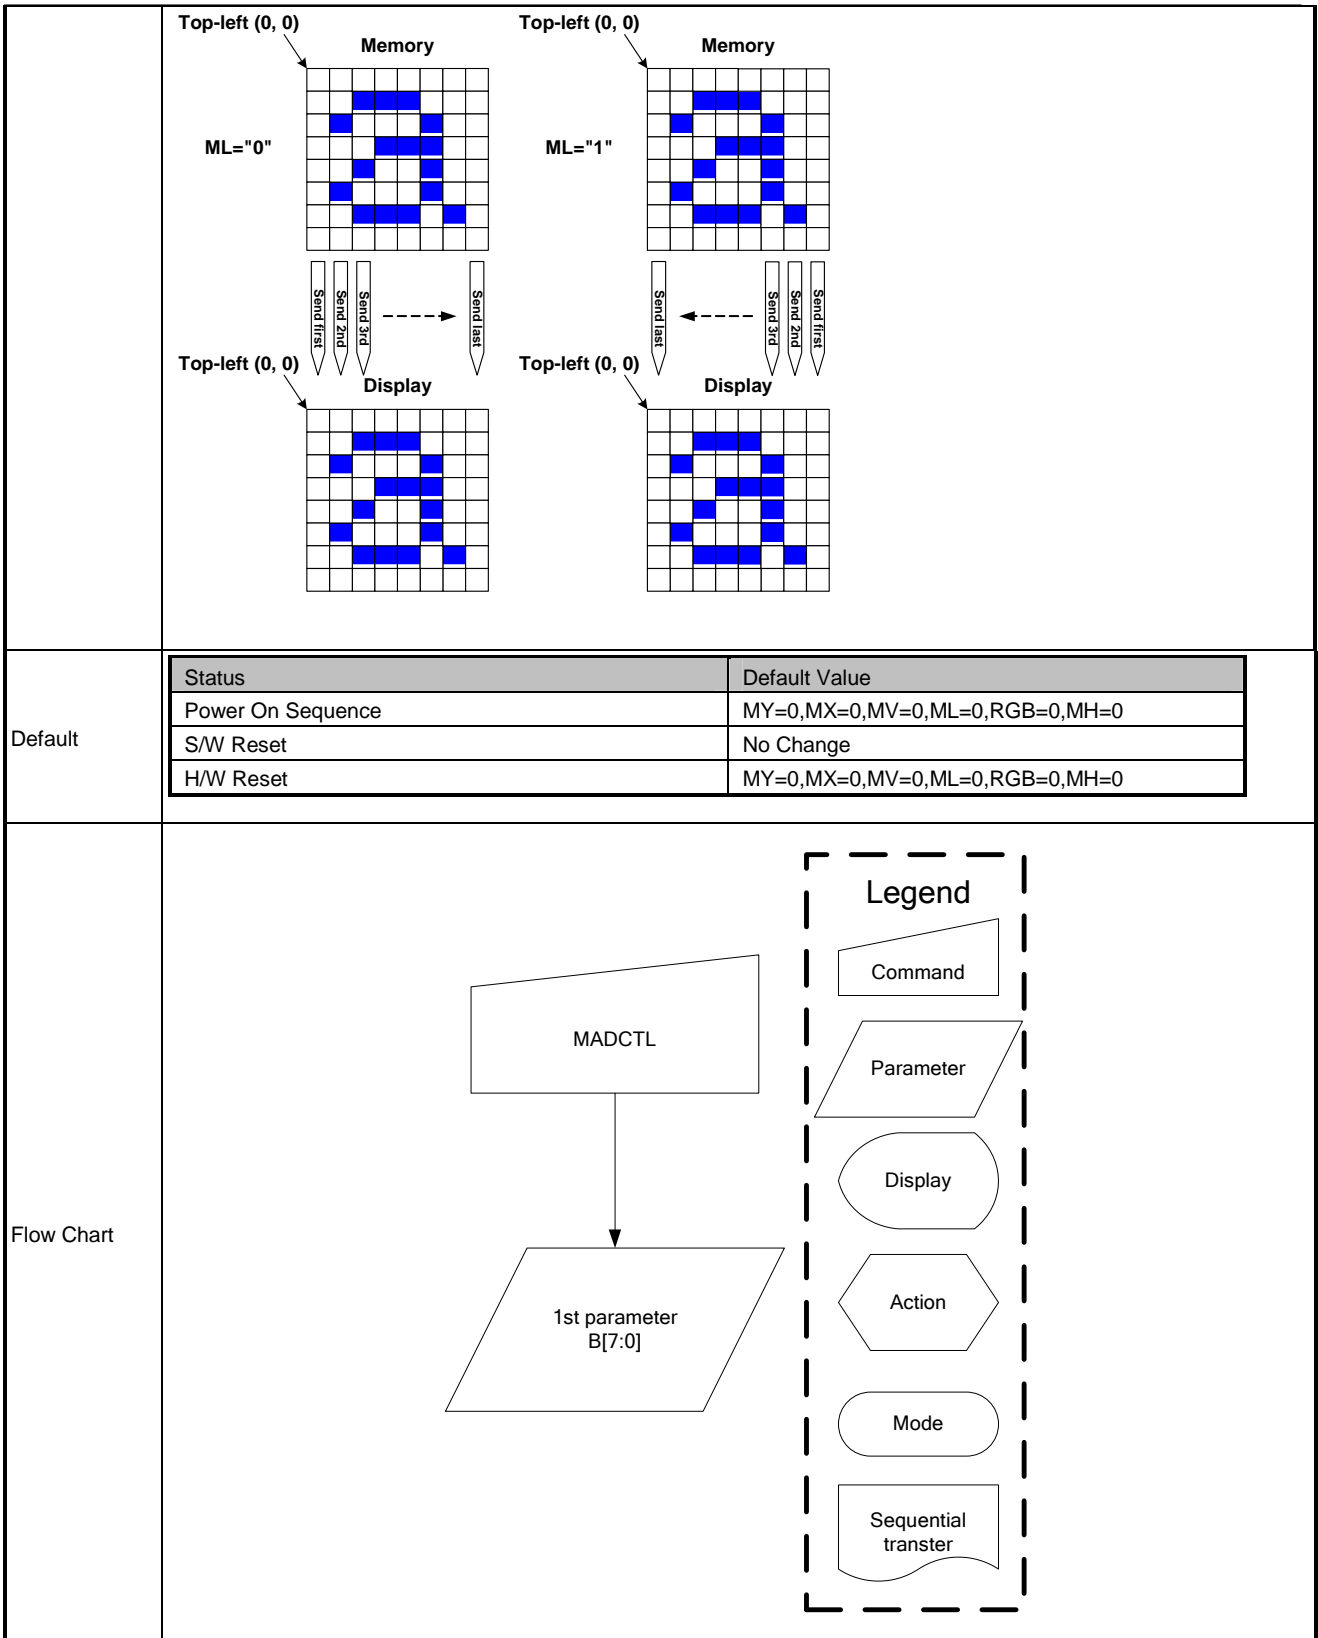 Top-left (0, 0)
Memory
ML="0"
Send first
Send 2nd
Send 3rd
Send last
Top-left (0, 0)
Display
Top-left (0, 0)
Memory
ML="1"
Send last
Send 3rd
Send 2nd
Send first
Top-left (0, 0)
Display
Default
Status Default Value
Power On Sequence MY=0,MX=0,MV=0,ML=0,RGB=0,MH=0
S/W Reset No Change
H/W Reset MY=0,MX=0,MV=0,ML=0,RGB=0,MH=0
Flow Chart
MADCTL
1st parameter
B[7:0]
Legend
Command
Parameter
Display
Action
Mode
Sequential
transter